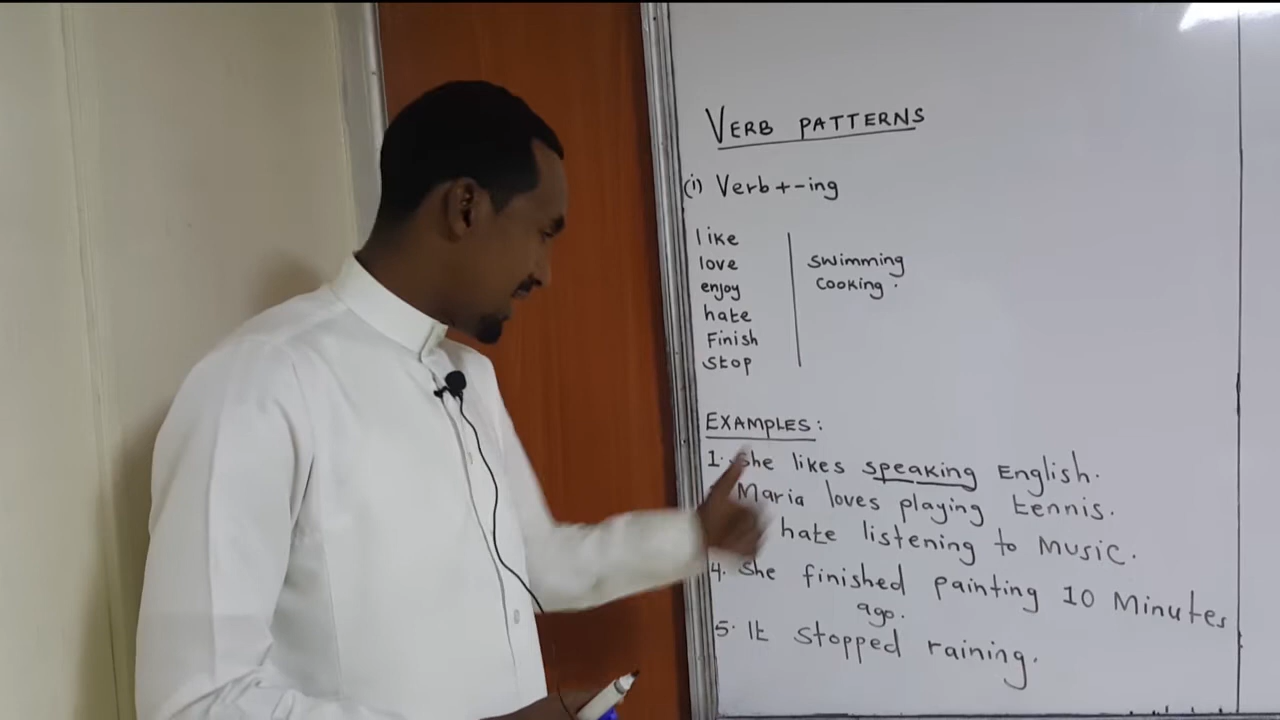 VERB PATTERNS
(i) Verb + -ing
like
love
enjoy
hate
Finish
Stop
swimming
cooking.
EXAMPLES:
1. She likes speaking English.
Maria loves playing tennis.
hate listening to Music.
4. She finished painting 10 Minutes
ago.
5. It stopped raining.